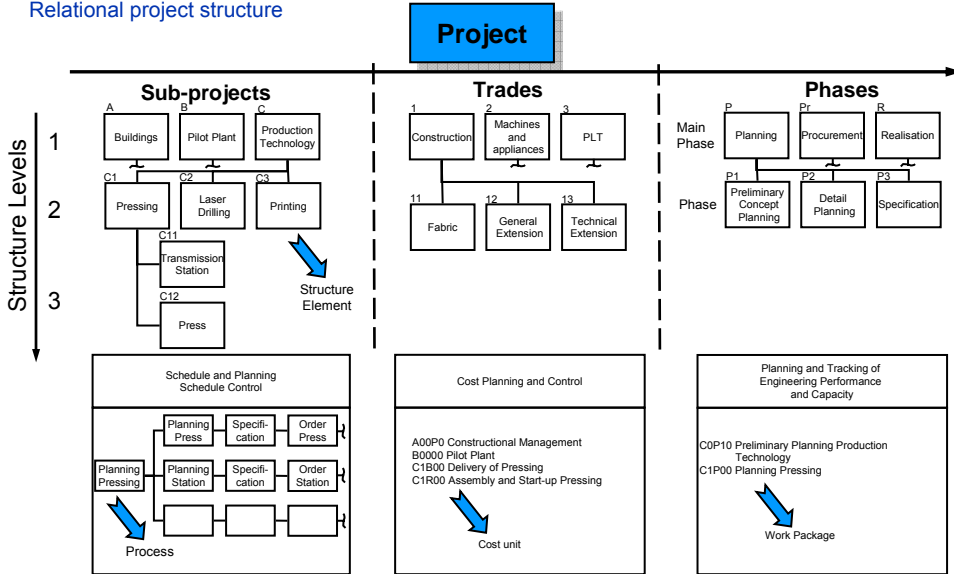 Relational project structure
Project
Sub-projects
Trades
Phases
Structure Levels
1
2
3
A
Buildings
B
Pilot Plant
C
Production
Technology
C1
Pressing
C2
Laser
Drilling
C3
Printing
C11
Transmission
Station
C12
Press
Structure
Element
1
Construction
2
Machines
and
appliances
3
PLT
11
Fabric
12
General
Extension
13
Technical
Extension
Main
Phase
P
Planning
Pr
Procurement
R
Realisation
Phase
P1
Preliminary
Concept
Planning
P2
Detail
Planning
P3
Specification
Schedule and Planning
Schedule Control
Planning
Pressing
Planning
Press
Specifi-
cation
Order
Press
Planning
Station
Specifi-
cation
Order
Station
Process
Cost Planning and Control
A00P0 Constructional Management
B0000 Pilot Plant
C1B00 Delivery of Pressing
C1R00 Assembly and Start-up Pressing
Cost unit
Planning and Tracking of
Engineering Performance
and Capacity
C0P10 Preliminary Planning Production
Technology
C1P00 Planning Pressing
Work Package